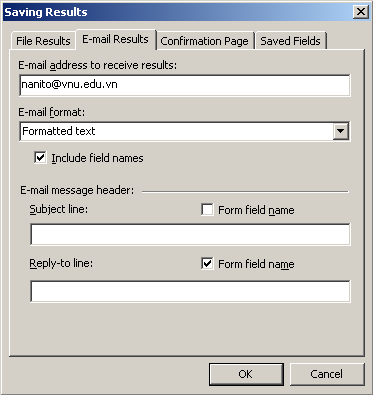 Saving Results
File Results E-mail Results Confirmation Page Saved Fields
E-mail address to receive results:
nanito@vnu.edu.vn
E-mail format:
Formatted text
Include field names
E-mail message header:
Subject line: Form field name
Reply-to line: Form field name
OK Cancel